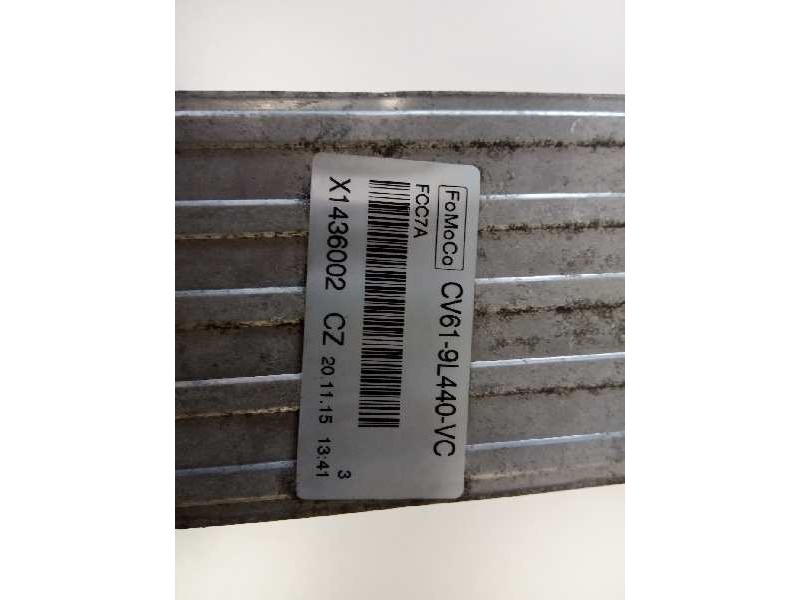 FoMoCo CV61-9L440-VC
FCC7A
X1436002 CZ 20.11.15 13:41
3